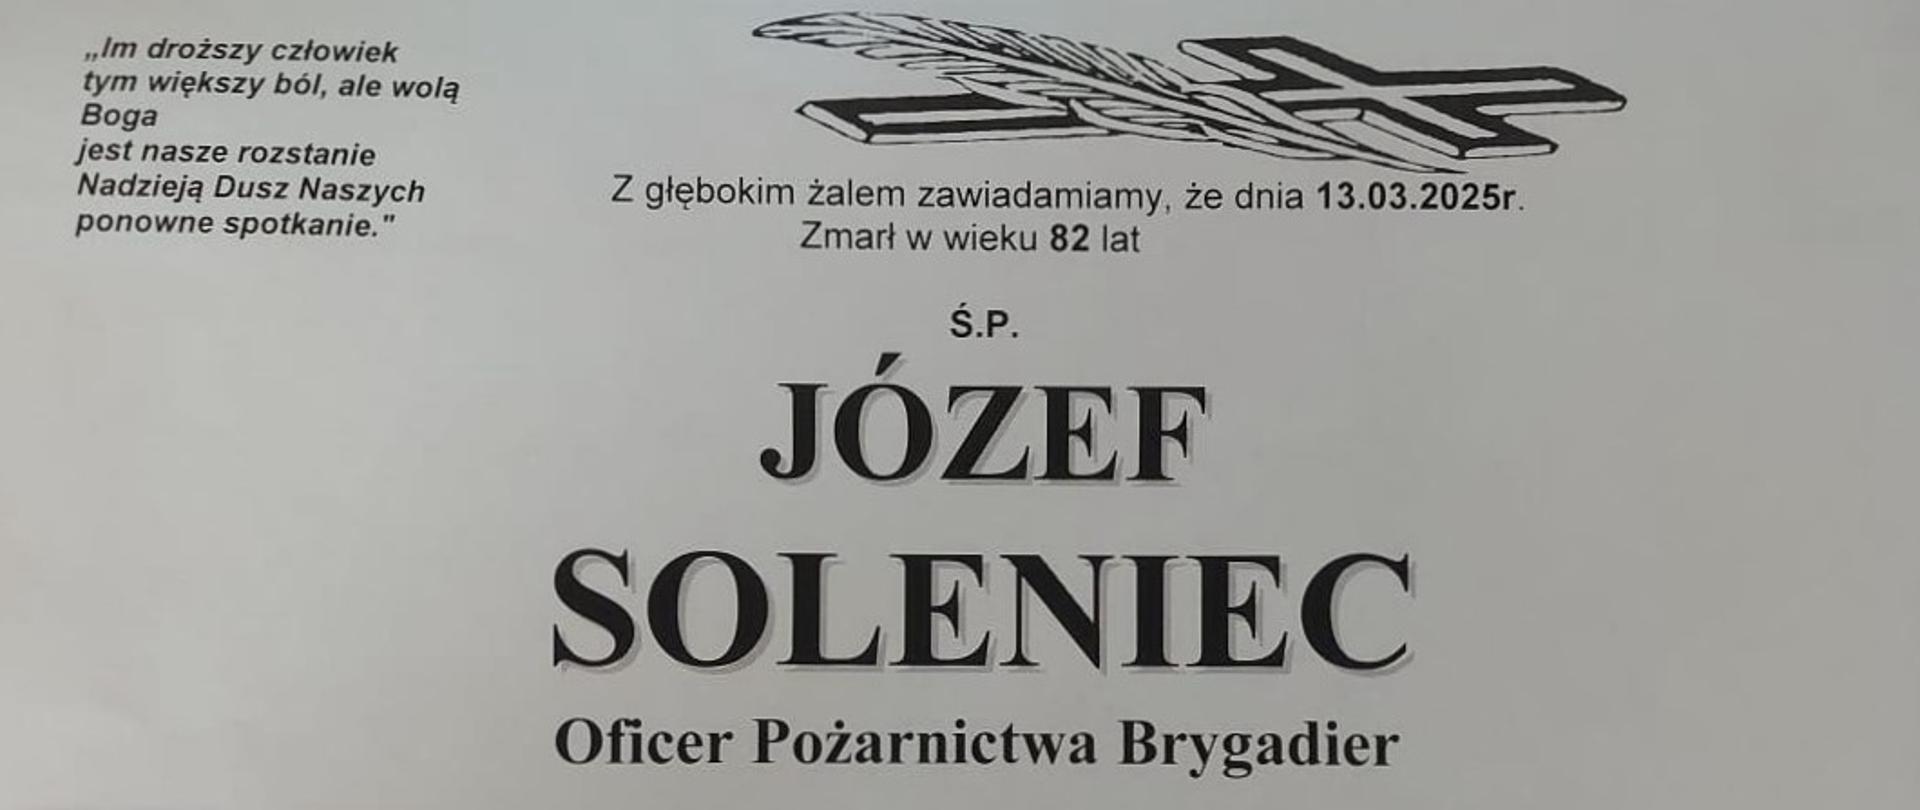 „Im droższy człowiek
tym większy ból, ale wolą
Boga
jest nasze rozstanie
Nadzieją Dusz Naszych
ponowne spotkanie."
Z głębokim żalem zawiadamiamy, że dnia 13.03.2025r.
Zmarł w wieku 82 lat
Ś.P.
JÓZEF
SOLENIEC
Oficer Pożarnictwa Brygadier